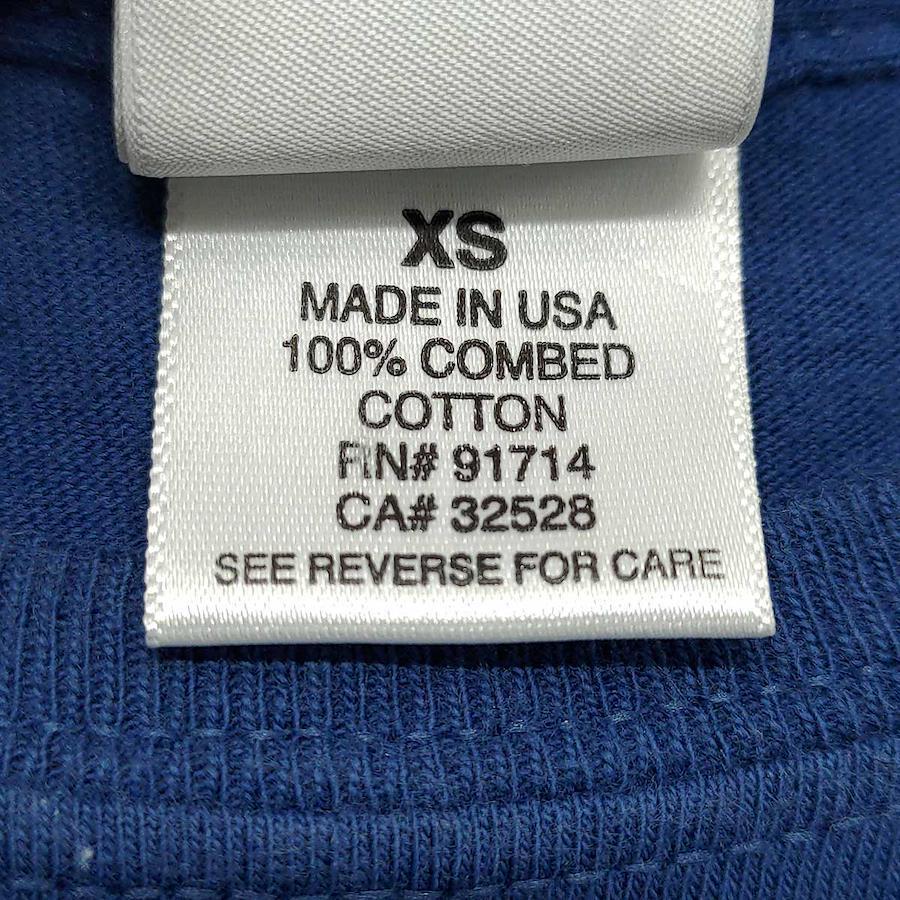 XS
MADE IN USA
100% COMBED
COTTON
RN# 91714
CA# 32528
SEE REVERSE FOR CARE